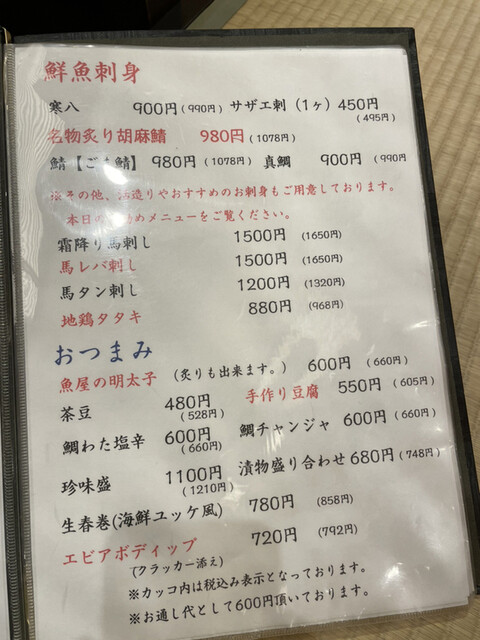 鮮魚刺身
寒八 900円(990円) サザエ刺(1ヶ)450円(495円)
名物炙り胡麻鯖 980円(1078円)
鯖【ごま鯖】980円(1078円) 真鯛 900円(990円
※その他、活造りやおすすめのお刺身もご用意しております。
本日の めメニューをご覧ください。
霜降り馬刺し 1500円(1650円)
馬レバ刺し 1500円(1650円)
馬タン刺し 1200円(1320円)
地鶏タタキ 880円(968円)
おつまみ
魚屋の明太子(炙りも出来ます。)600円(660円)
茶豆 480円(528円) 手作り豆腐 550円(605円)
鯛わた塩辛 600円(660円) 鯛チャンジャ 600円(660円)
珍味盛 1100円(1210円) 漬物盛り合わせ680円(748円)
生春巻(海鮮ユッケ風) 780円(858円)
エビアボディップ 720円(792円)
(クラッカー添え)
※カッコ内は税込み表示となっております。
※お通し代として600円頂いております。